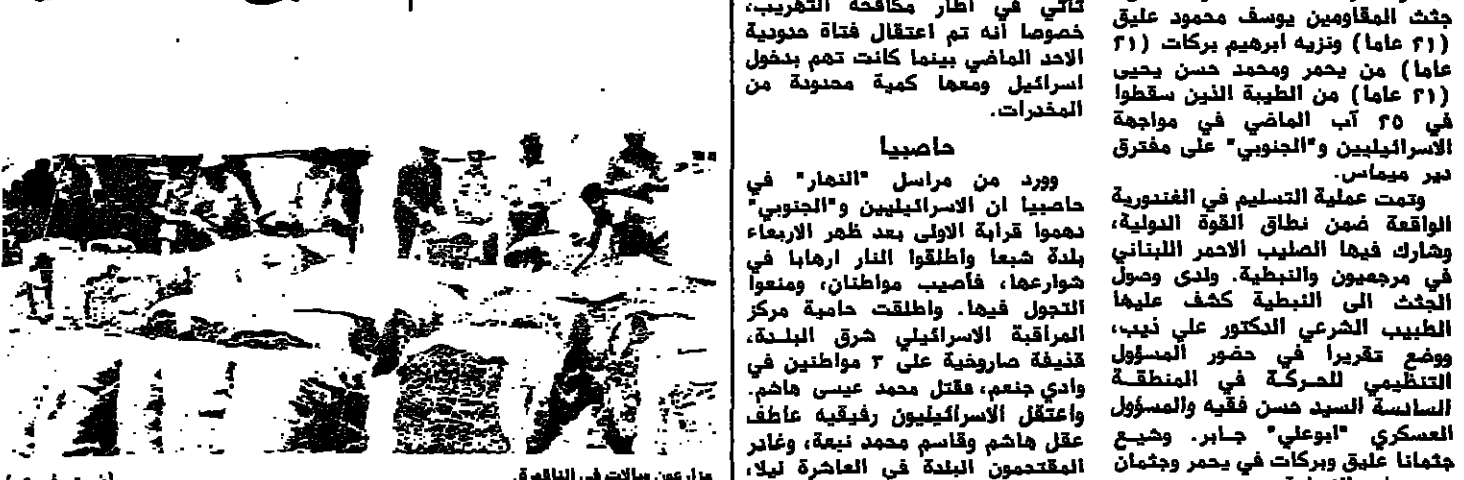 جثث المقاومين يوسف محمود عليق
(٢١ عاما) ونزيه ابرهيم بركات (٢١
عاما) من يحمر ومحمد حسن يحيى
(٢١ عاما) من الطيبة الذين سقطوا
في ٢٥ آب الماضي في مواجهة
الاسرائيليين و"الجنوبي" على مفترق
دير ميماس.
وتمت عملية التسليم في الغندورية
الواقعة ضمن نطاق القوة الدولية،
وشارك فيها الصليب الاحمر اللبناني
في مرجعيون والنبطية. ولدى وصول
الجثث الى النبطية كشف عليها
الطبيب الشرعي الدكتور علي ذيب،
ووضع تقريرا في حضور المسؤول
التنظيمي للحركة في المنطقة
السادسة السيد حسن فقيه والمسؤول
العسكري "ابوعلي" جابر. وشيع
جثمانا عليق وبركات في يحمر وجثمان
تأتي في اطار مكافحة التهريب،
خصوصا أنه تم اعتقال فتاة حدودية
الاحد الماضي بينما كانت تهم بدخول
اسرائيل ومعها كمية محدودة من
المخدرات.
حاصبيا
وورد من مراسل "النهار" في
حاصبيا ان الاسرائيليين و"الجنوبي"
دهموا قرابة الاولى بعد ظهر الاربعاء
بلدة شبعا وأطلقوا النار ارهابا في
شوارعها، فأصيب مواطنان، ومنعوا
التجول فيها. واطلقت حامية مركز
المراقبة الاسرائيلي شرق البلدة،
قذيفة صاروخية على ٣ مواطنين في
وادي جنعم، فقتل محمد عيسى هاشم.
واعتقل الاسرائيليون رفيقيه عاطف
عقل هاشم وقاسم محمد نبعة، وغادر
المقتحمون البلدة في العاشرة ليلا،
مزارعون وسلات في الناقورة.